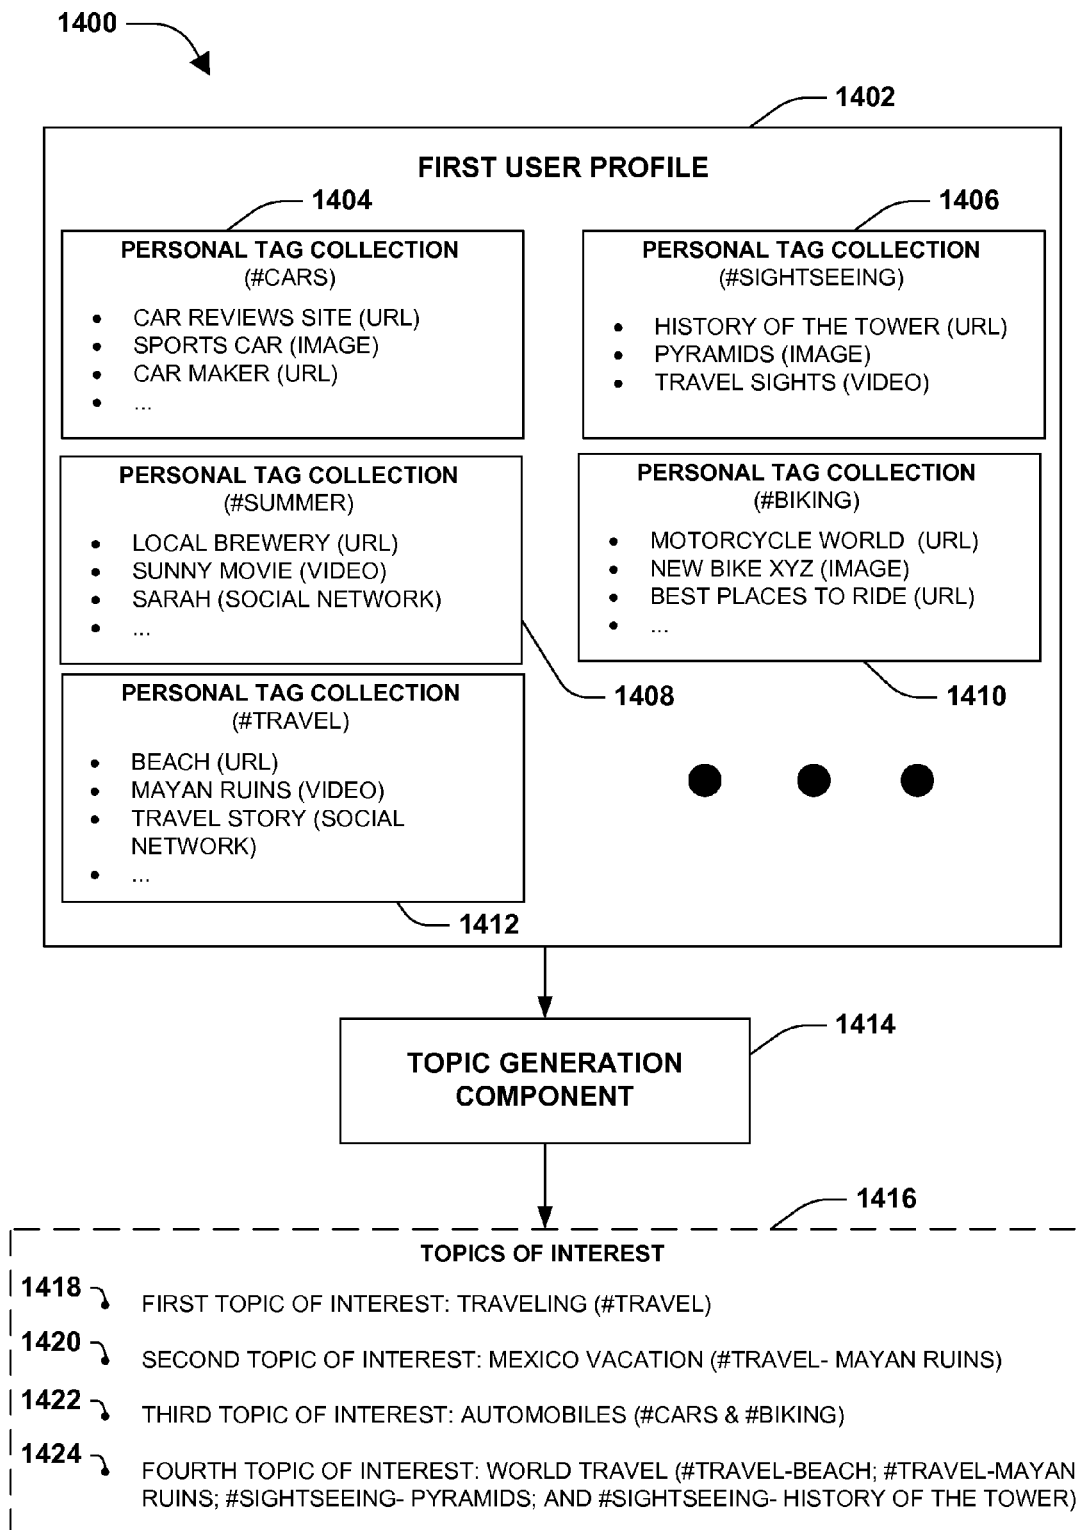 1400
1402
FIRST USER PROFILE
1404
PERSONAL TAG COLLECTION
(#CARS)
• CAR REVIEWS SITE (URL)
• SPORTS CAR (IMAGE)
• CAR MAKER (URL)
• ...
1406
PERSONAL TAG COLLECTION
(#SIGHTSEEING)
• HISTORY OF THE TOWER (URL)
• PYRAMIDS (IMAGE)
• TRAVEL SIGHTS (VIDEO)
PERSONAL TAG COLLECTION
(#SUMMER)
• LOCAL BREWERY (URL)
• SUNNY MOVIE (VIDEO)
• SARAH (SOCIAL NETWORK)
• ...
1408
PERSONAL TAG COLLECTION
(#BIKING)
• MOTORCYCLE WORLD (URL)
• NEW BIKE XYZ (IMAGE)
• BEST PLACES TO RIDE (URL)
• ...
1410
PERSONAL TAG COLLECTION
(#TRAVEL)
• BEACH (URL)
• MAYAN RUINS (VIDEO)
• TRAVEL STORY (SOCIAL
NETWORK)
• ...
1412
1414
TOPIC GENERATION
COMPONENT
1416
TOPICS OF INTEREST
1418
FIRST TOPIC OF INTEREST: TRAVELING (#TRAVEL)
1420
SECOND TOPIC OF INTEREST: MEXICO VACATION (#TRAVEL- MAYAN RUINS)
1422
THIRD TOPIC OF INTEREST: AUTOMOBILES (#CARS & #BIKING)
1424
FOURTH TOPIC OF INTEREST: WORLD TRAVEL (#TRAVEL-BEACH; #TRAVEL-MAYAN
RUINS; #SIGHTSEEING- PYRAMIDS; AND #SIGHTSEEING- HISTORY OF THE TOWER)